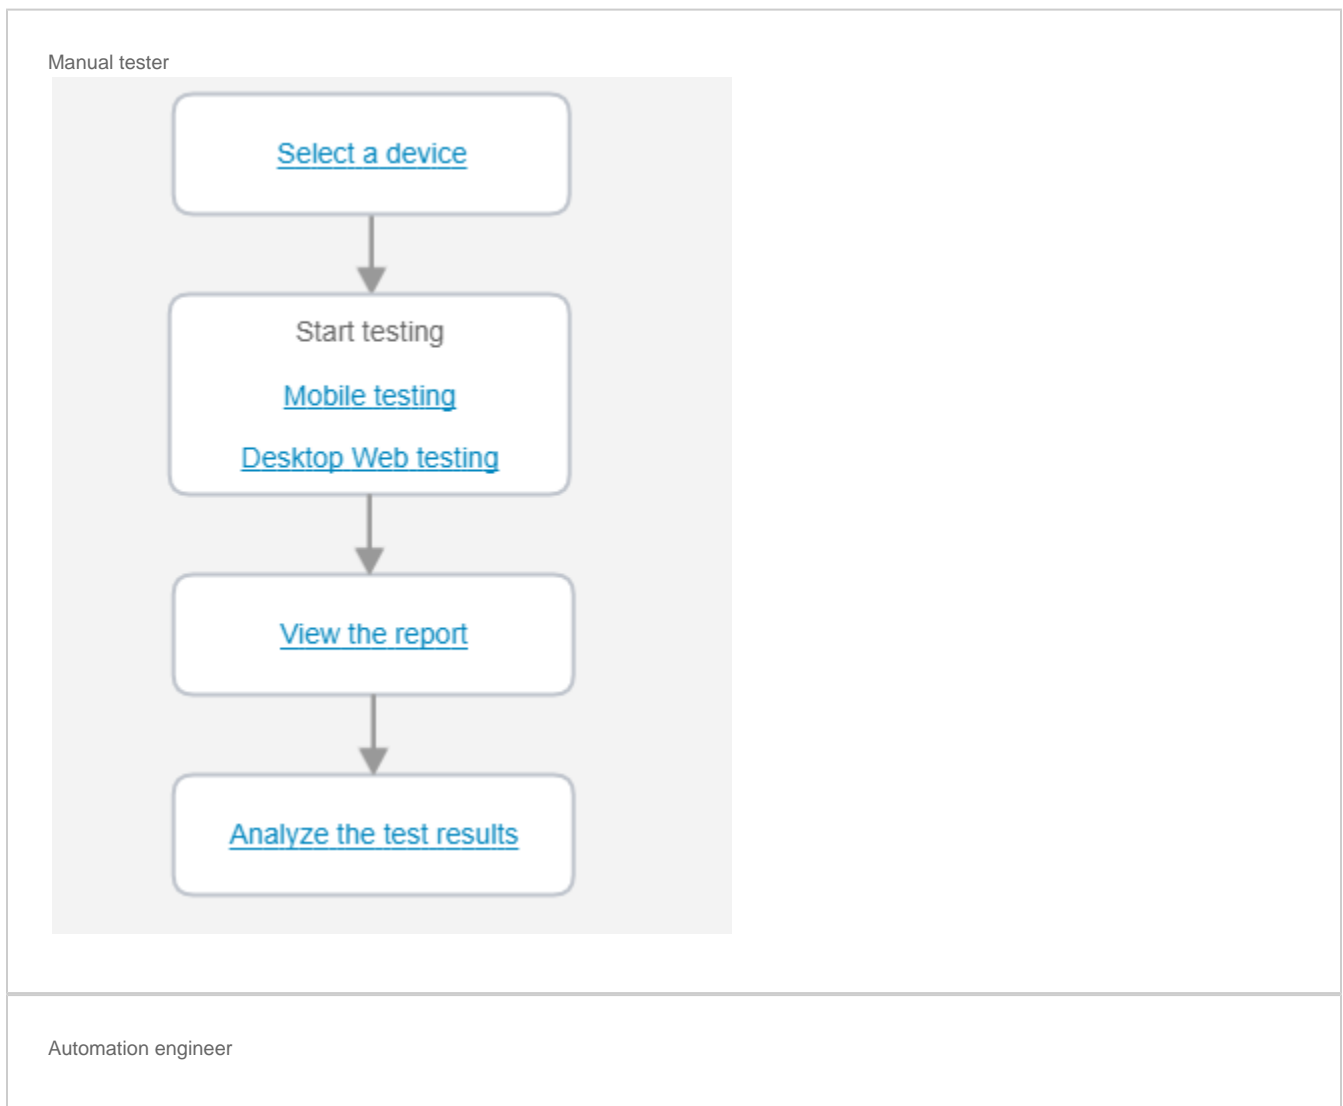 Manual tester
Select a device
Start testing
Mobile testing
Desktop Web testing
View the report
Analyze the test results
Automation engineer